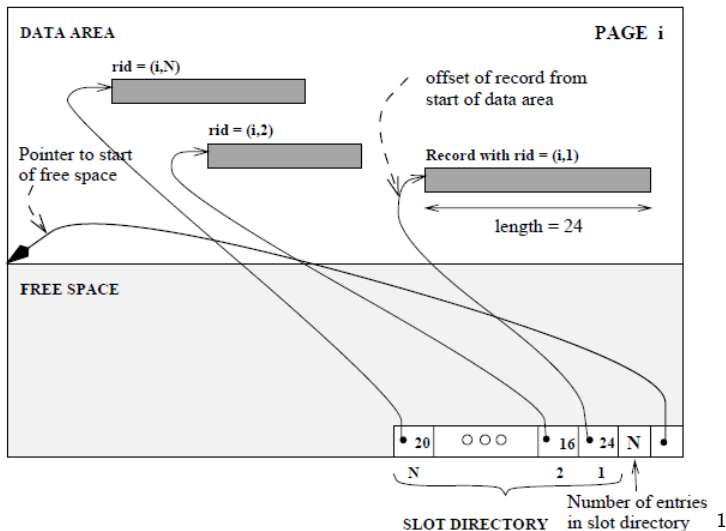 DATA AREA
PAGE i
rid = (i,N)
offset of record from
start of data area
rid = (i,2)
Pointer to start
of free space
Record with rid = (i,1)
length = 24
FREE SPACE
20 16 24 N
N 2 1
Number of entries
SLOT DIRECTORY in slot directory 1